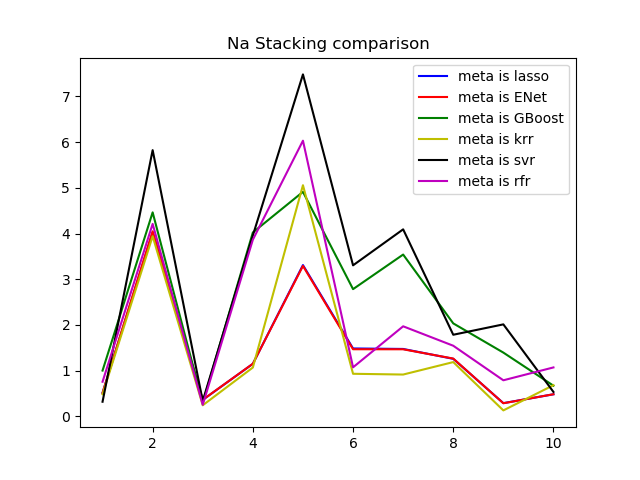 Na Stacking comparison
meta is lasso
meta is ENet
meta is GBoost
meta is krr
meta is svr
meta is rfr
7
6
5
4
3
2
1
0
2
4
6
8
10